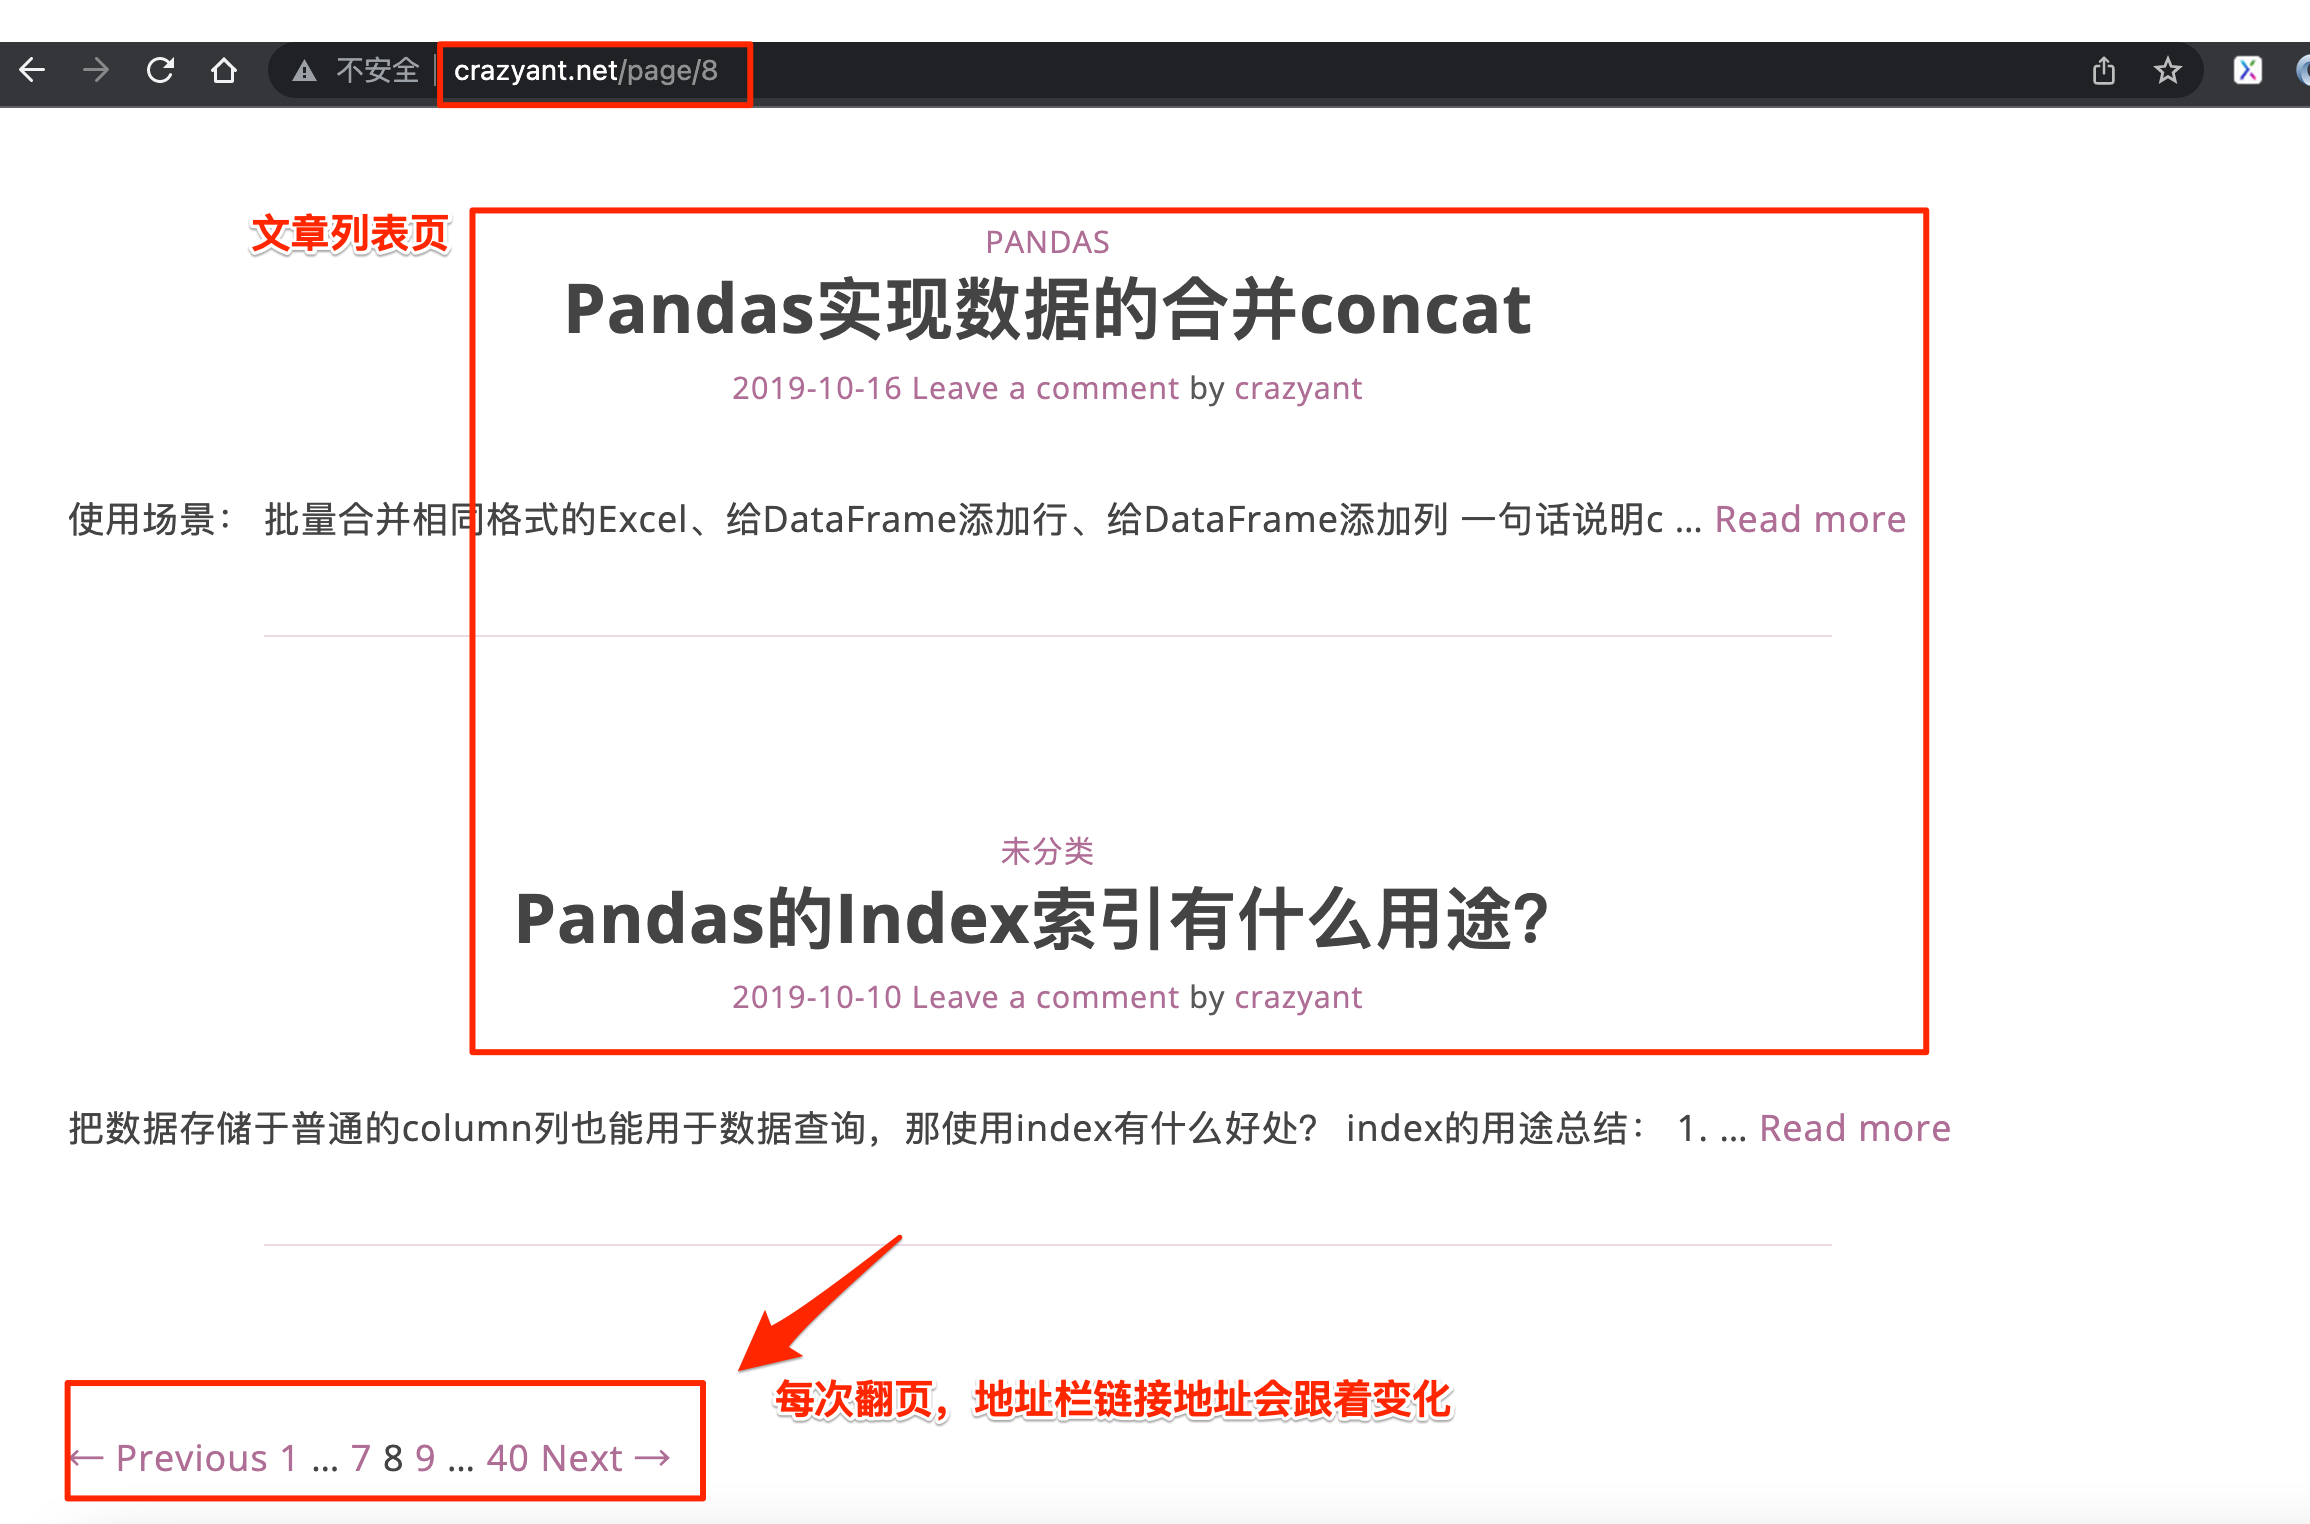 不安全 crazyant.net/page/8
文章列表页
PANDAS
Pandas实现数据的合并concat
2019-10-16 Leave a comment by crazyant
使用场景： 批量合并相同格式的Excel、给DataFrame添加行、给DataFrame添加列 一句话说明c … Read more
未分类
Pandas的Index索引有什么用途?
2019-10-10 Leave a comment by crazyant
把数据存储于普通的column列也能用于数据查询，那使用index有什么好处？ index的用途总结： 1. … Read more
每次翻页，地址栏链接地址会跟着变化
← Previous 1 … 7 8 9 … 40 Next →